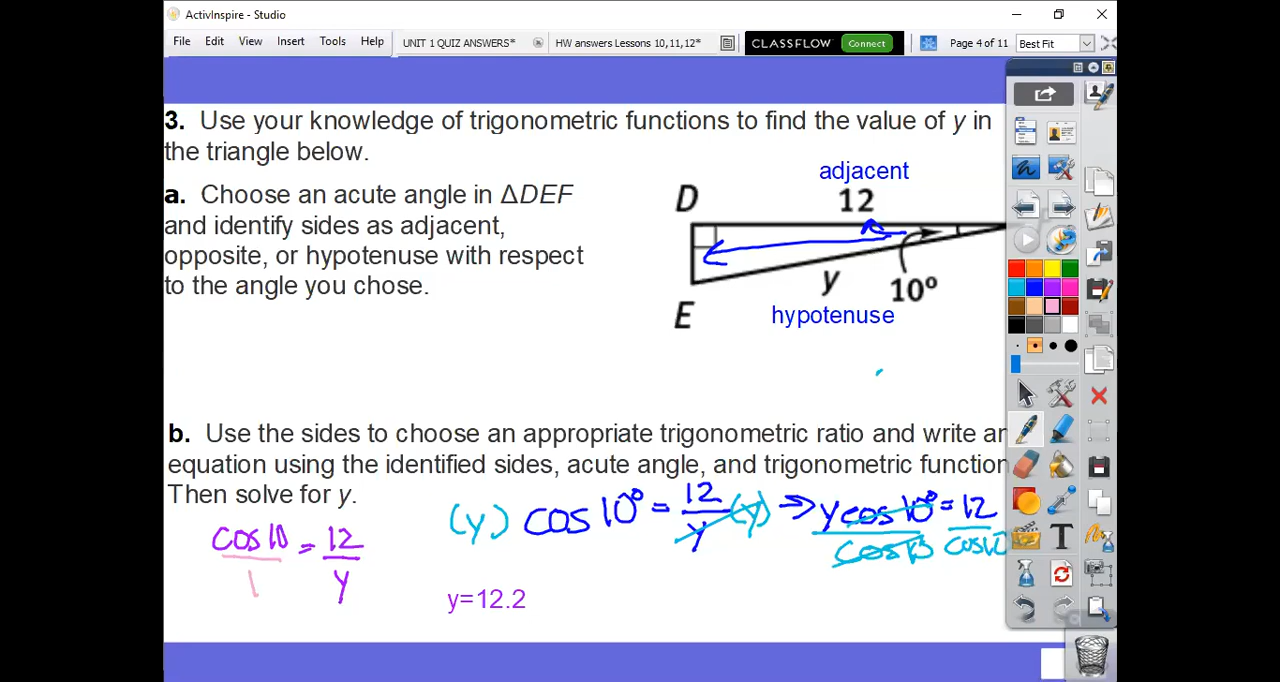 ActivInspire - Studio
File Edit View Insert Tools Help UNIT 1 QUIZ ANSWERS* HW answers Lessons 10,11,12* CLASSFLOW Connect Page 4 of 11 Best Fit
3. Use your knowledge of trigonometric functions to find the value of y in
the triangle below.
a. Choose an acute angle in ΔDEF
and identify sides as adjacent,
opposite, or hypotenuse with respect
to the angle you chose.
adjacent
D 12
y 10°
E hypotenuse
b. Use the sides to choose an appropriate trigonometric ratio and write an
equation using the identified sides, acute angle, and trigonometric function
Then solve for y.
(y) cos 10° = 12/y (y) ⇒ y cos 10° = 12
cos 10° cos 10
cos 10 = 12
1 y
y=12.2
T